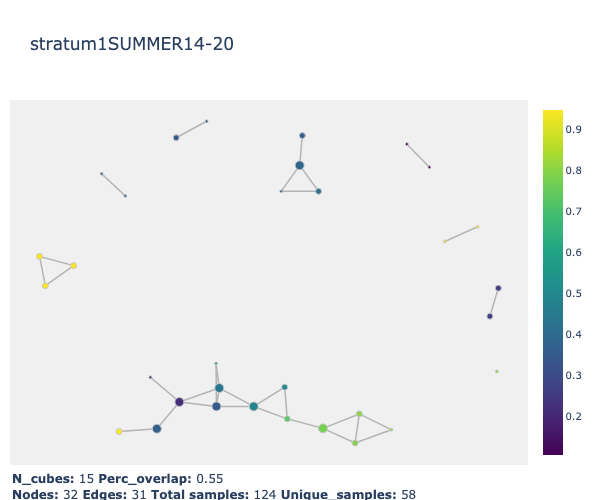 stratum1SUMMER14-20
0.9
0.8
0.7
0.6
0.5
0.4
0.3
0.2
N_cubes: 15 Perc_overlap: 0.55
Nodes: 32 Edges: 31 Total samples: 124 Unique_samples: 58